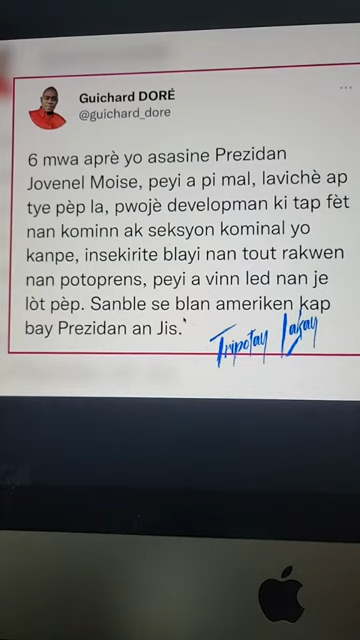 Guichard DORÉ
@guichard_dore
6 mwa aprè yo asasine Prezidan
Jovenel Moise, peyi a pi mal, lavichè ap
tye pèp la, pwojè developman ki tap fèt
nan kominn ak seksyon kominal yo
kanpe, insekirite blayi nan tout rakwen
nan potoprens, peyi a vinn led nan je
lòt pèp. Sanble se blan ameriken kap
bay Prezidan an Jis.
Tripotay Lakay